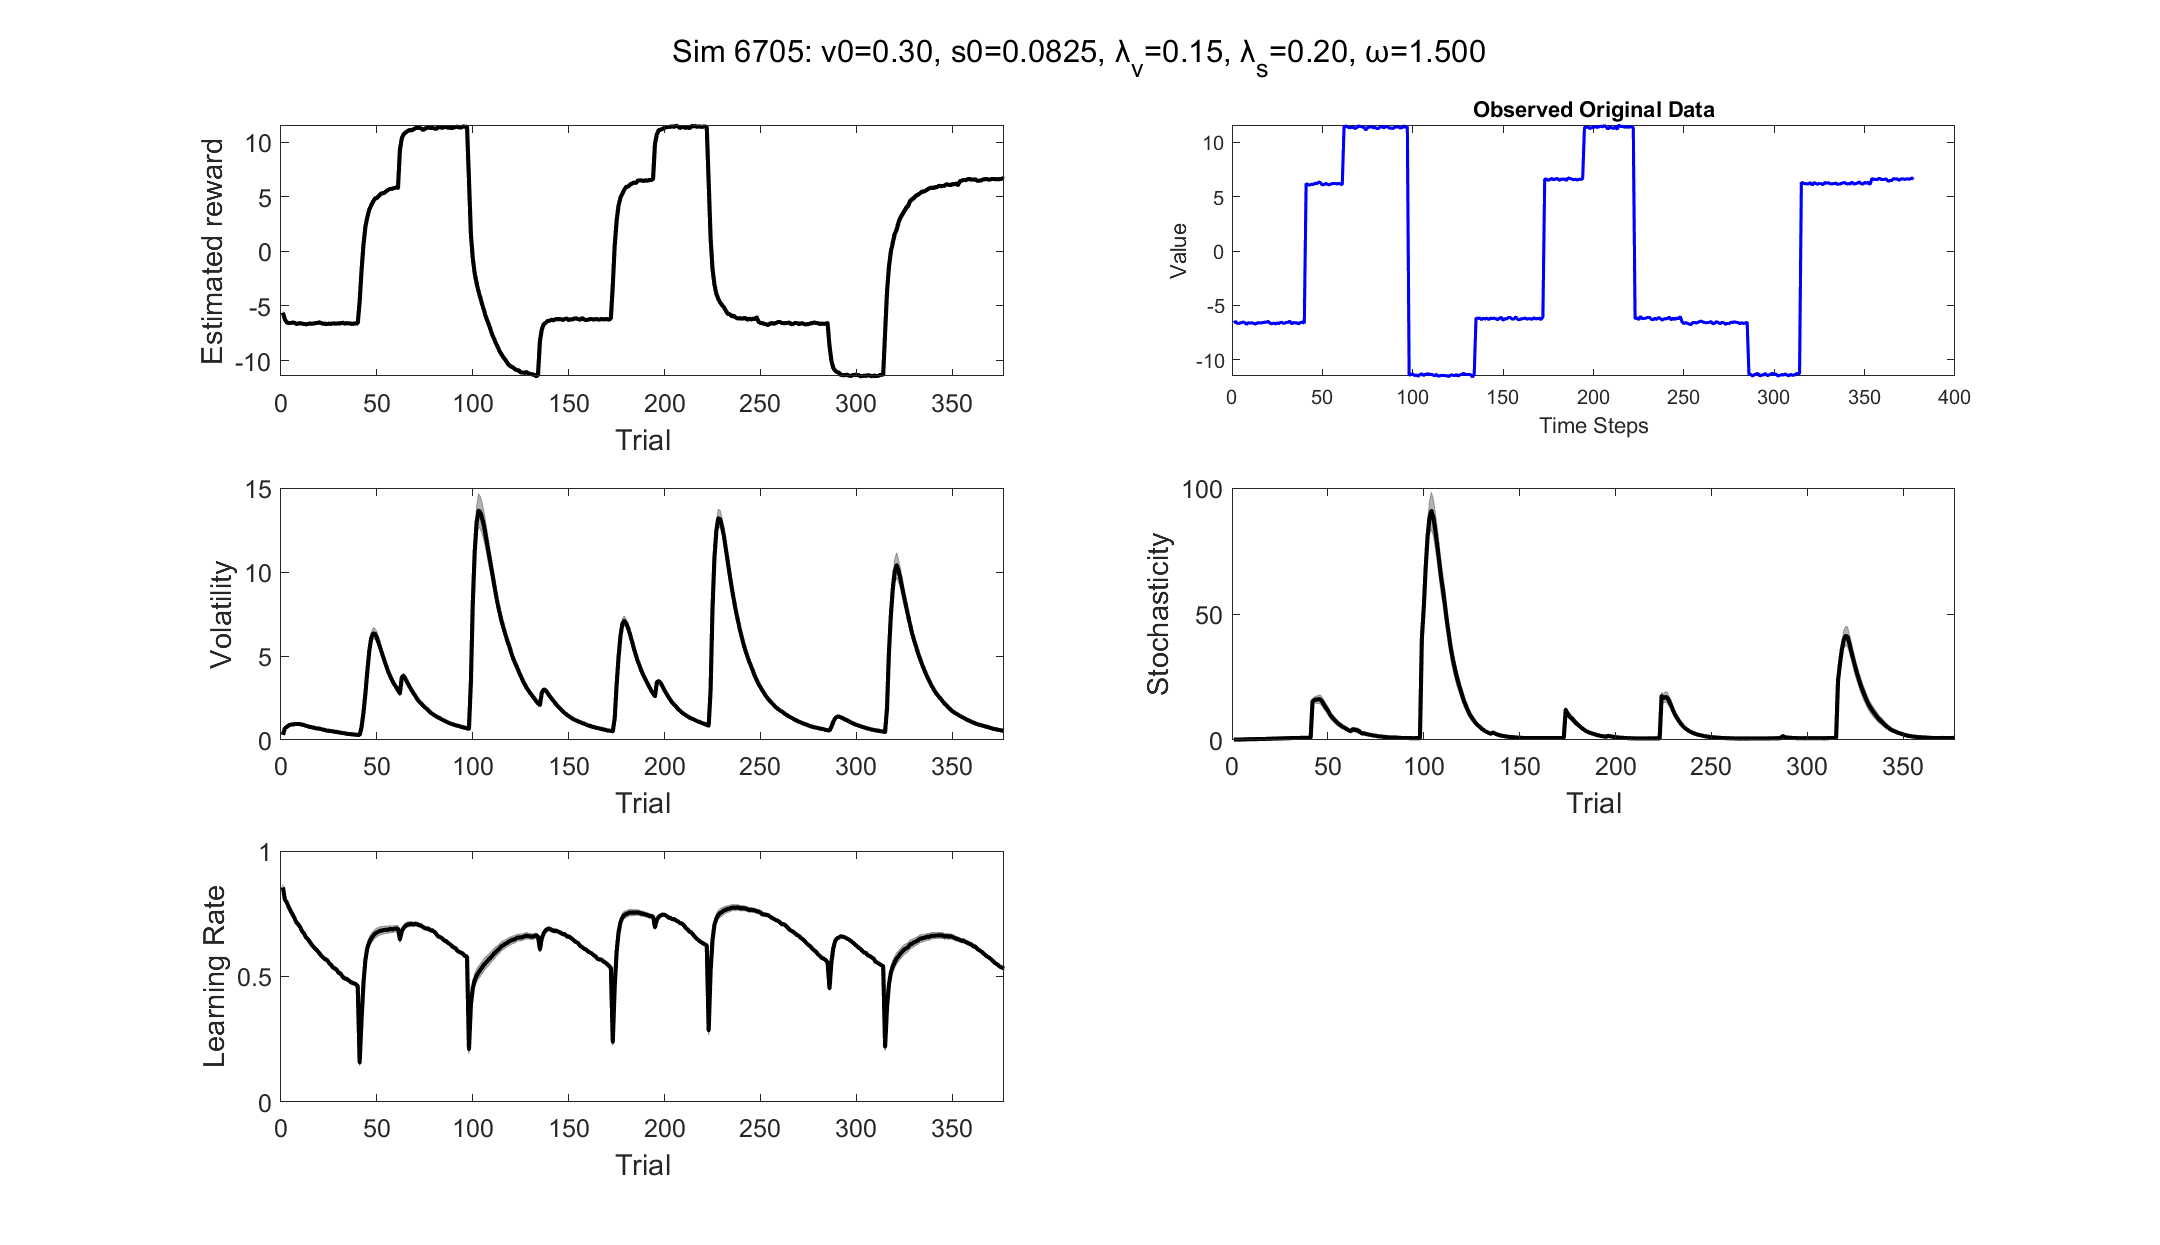 Sim 6705: v0=0.30, s0=0.0825, λv=0.15, λs=0.20, ω=1.500
Estimated reward
10
5
0
-5
-10
0 50 100 150 200 250 300 350
Trial
Observed Original Data
Value
10
5
0
-5
-10
0 50 100 150 200 250 300 350 400
Time Steps
Volatility
15
10
5
0
0 50 100 150 200 250 300 350
Trial
Stochasticity
100
50
0
0 50 100 150 200 250 300 350
Trial
Learning Rate
1
0.5
0
0 50 100 150 200 250 300 350
Trial